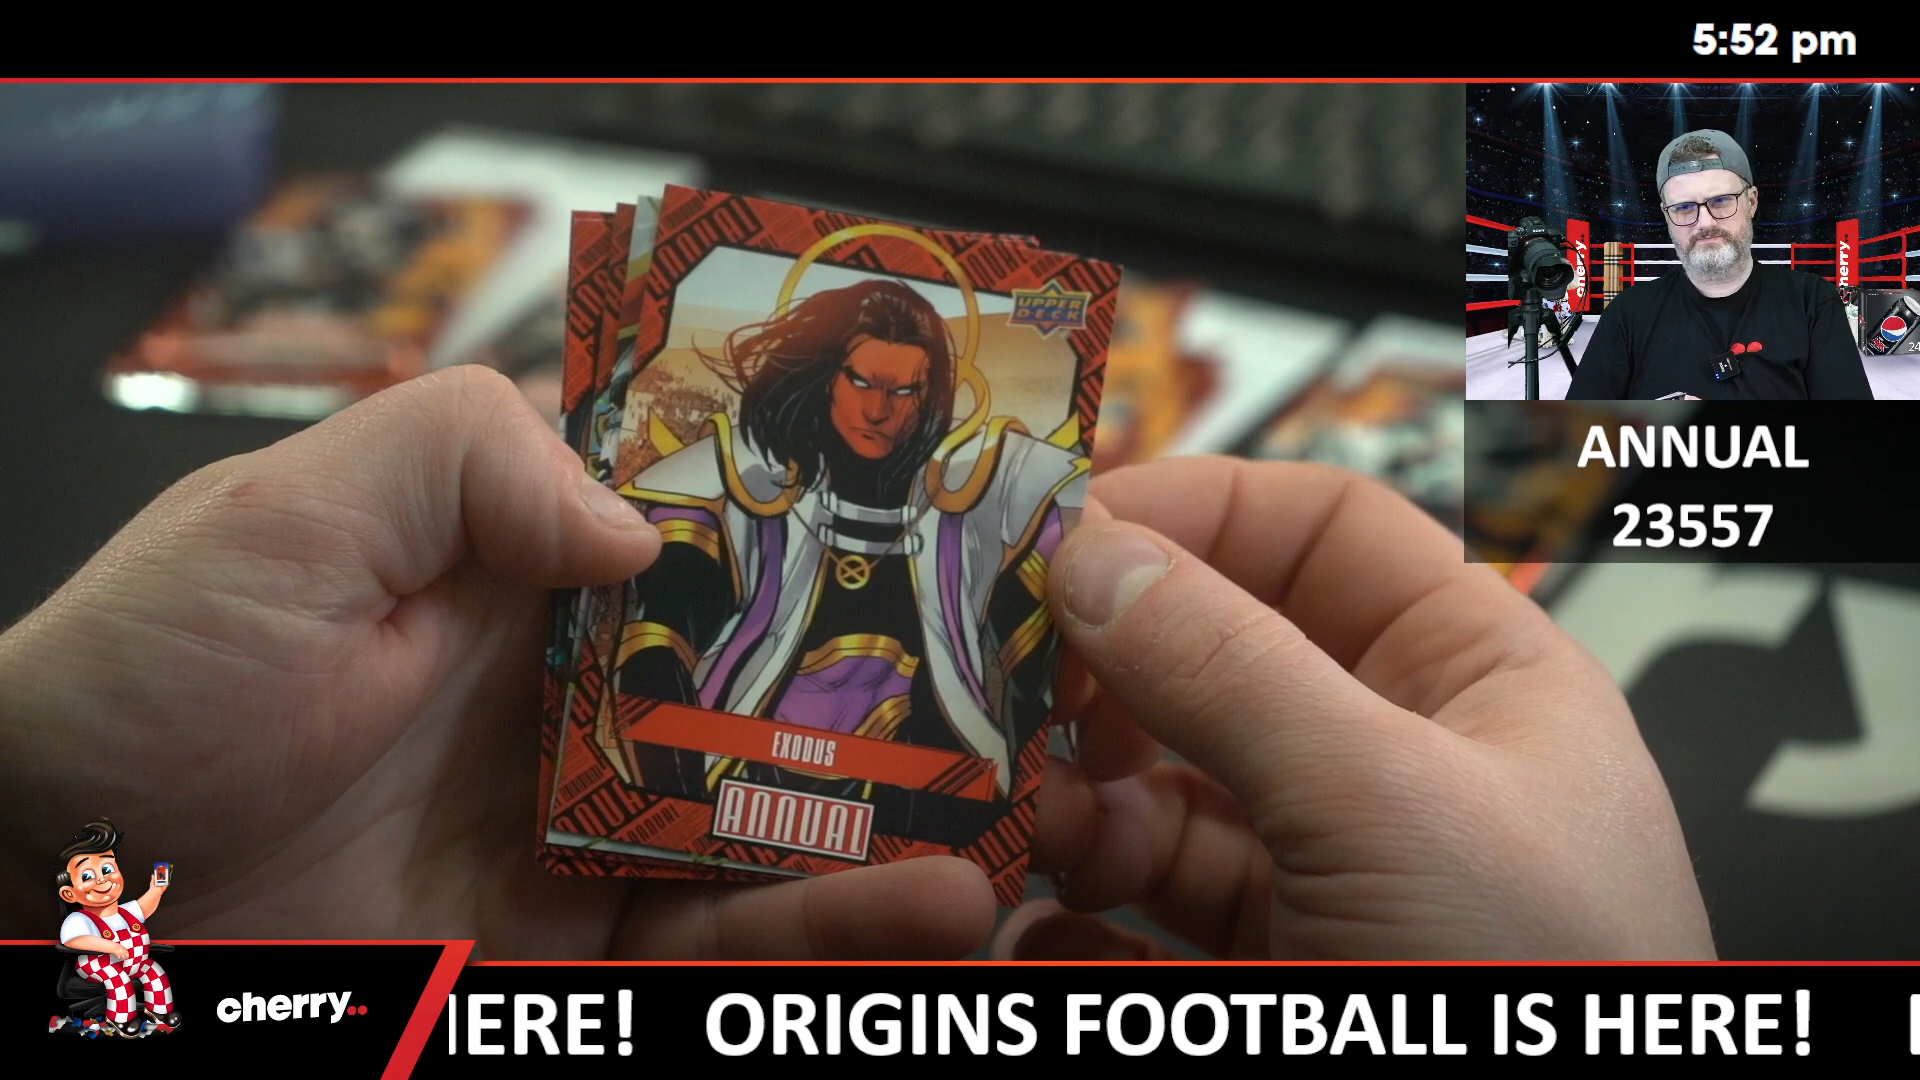 5:52 pm
UPPER
DECK
ANNUAL
23557
EXODUS
ANNUAL
cherry..
IERE! ORIGINS FOOTBALL IS HERE!